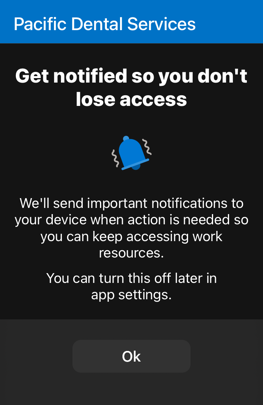 Pacific Dental Services
Get notified so you don't
lose access
We'll send important notifications to
your device when action is needed so
you can keep accessing work
resources.
You can turn this off later in
app settings.
Ok